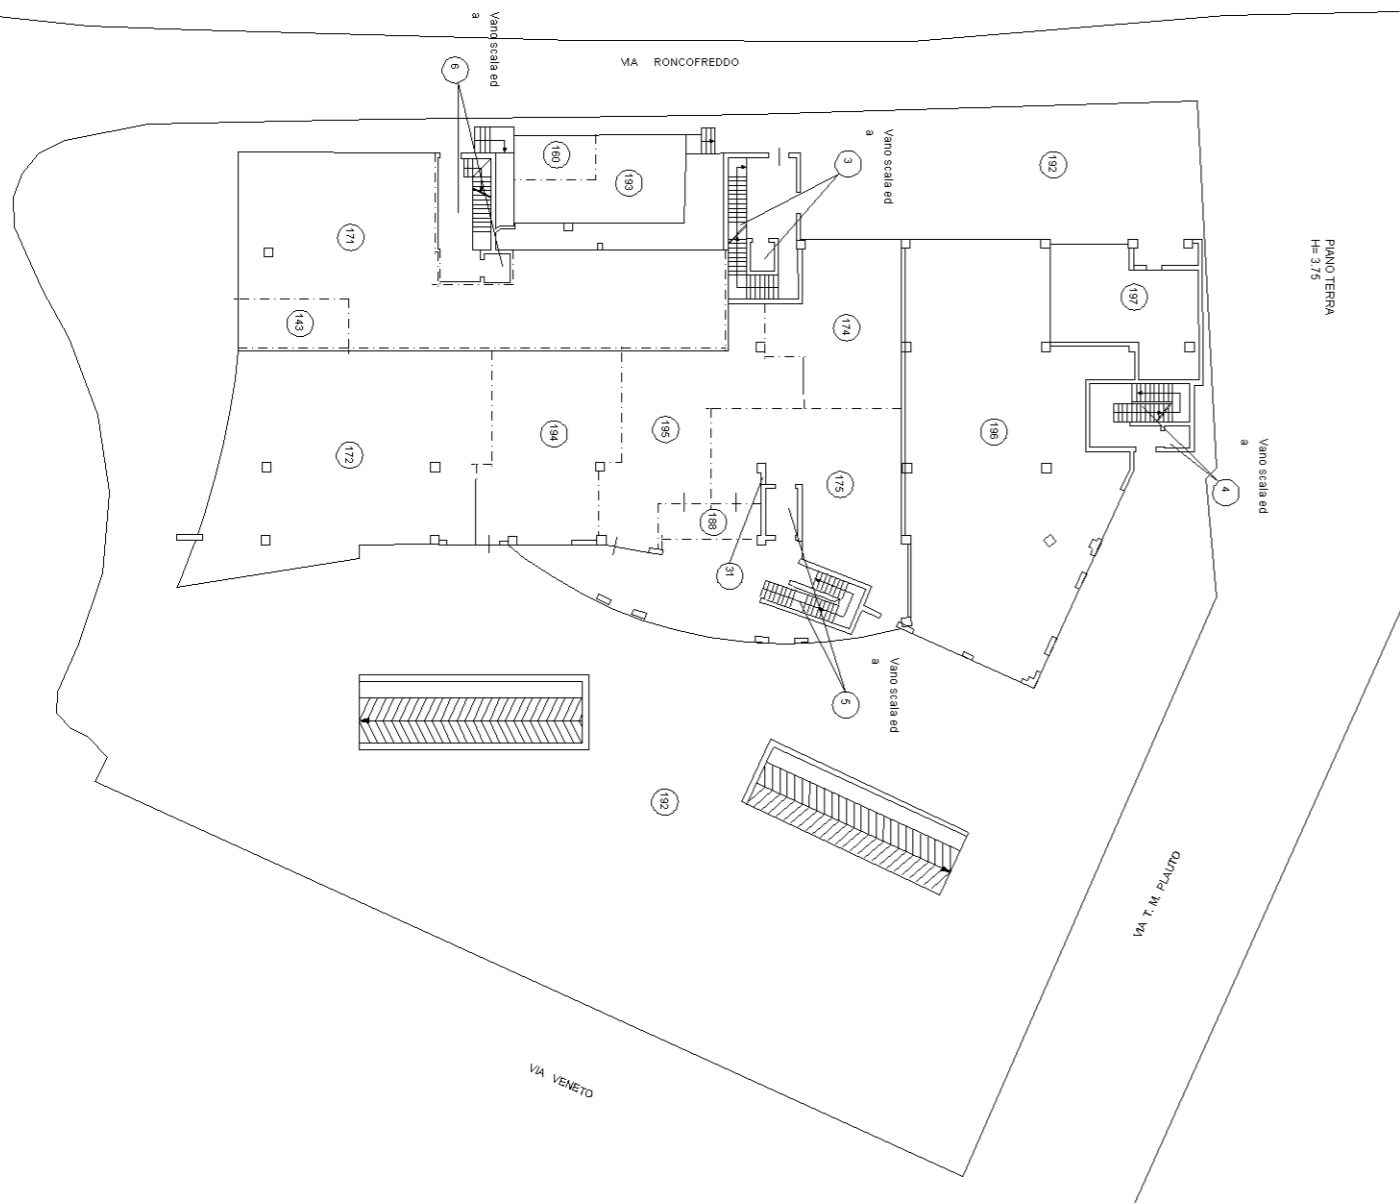 Vano scala ed
a
6
VIA RONCOFREDDO
160
193
Vano scala ed
a
3
192
171
PIANO TERRA
H= 3.75
143
174
197
172
194
195
196
175
188
31
Vano scala ed
a
4
Vano scala ed
a
5
192
VIA T. M. PLAUTO
VIA VENETO